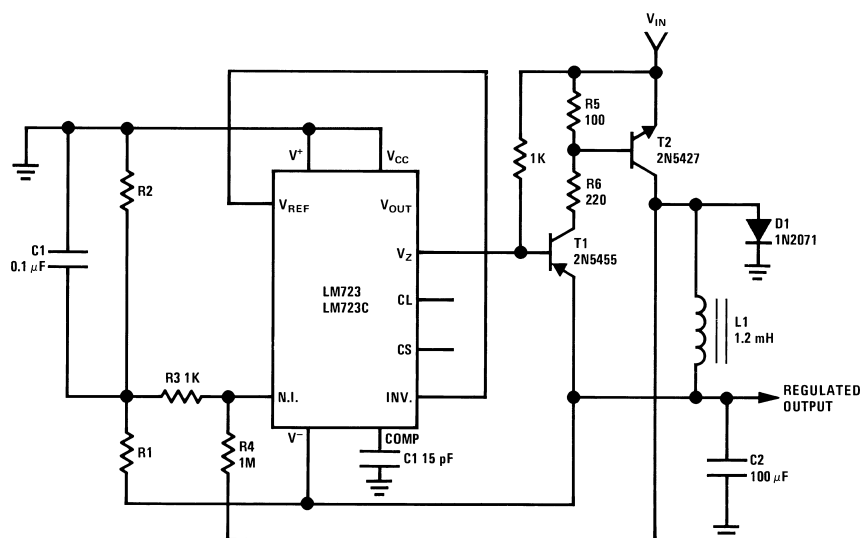 V_IN
R5
100
T2
2N5427
V+
V_CC
1K
R2
V_REF
V_OUT
R6
220
D1
1N2071
C1
0.1 μF
V_Z
T1
2N5455
LM723
LM723C
CL
L1
1.2 mH
CS
R3 1K
N.I.
INV.
REGULATED
OUTPUT
R1
R4
1M
V−
COMP
C1 15 pF
C2
100 μF